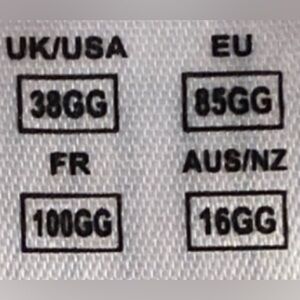 UK/USA EU
38GG 85GG
FR AUS/NZ
100GG 16GG